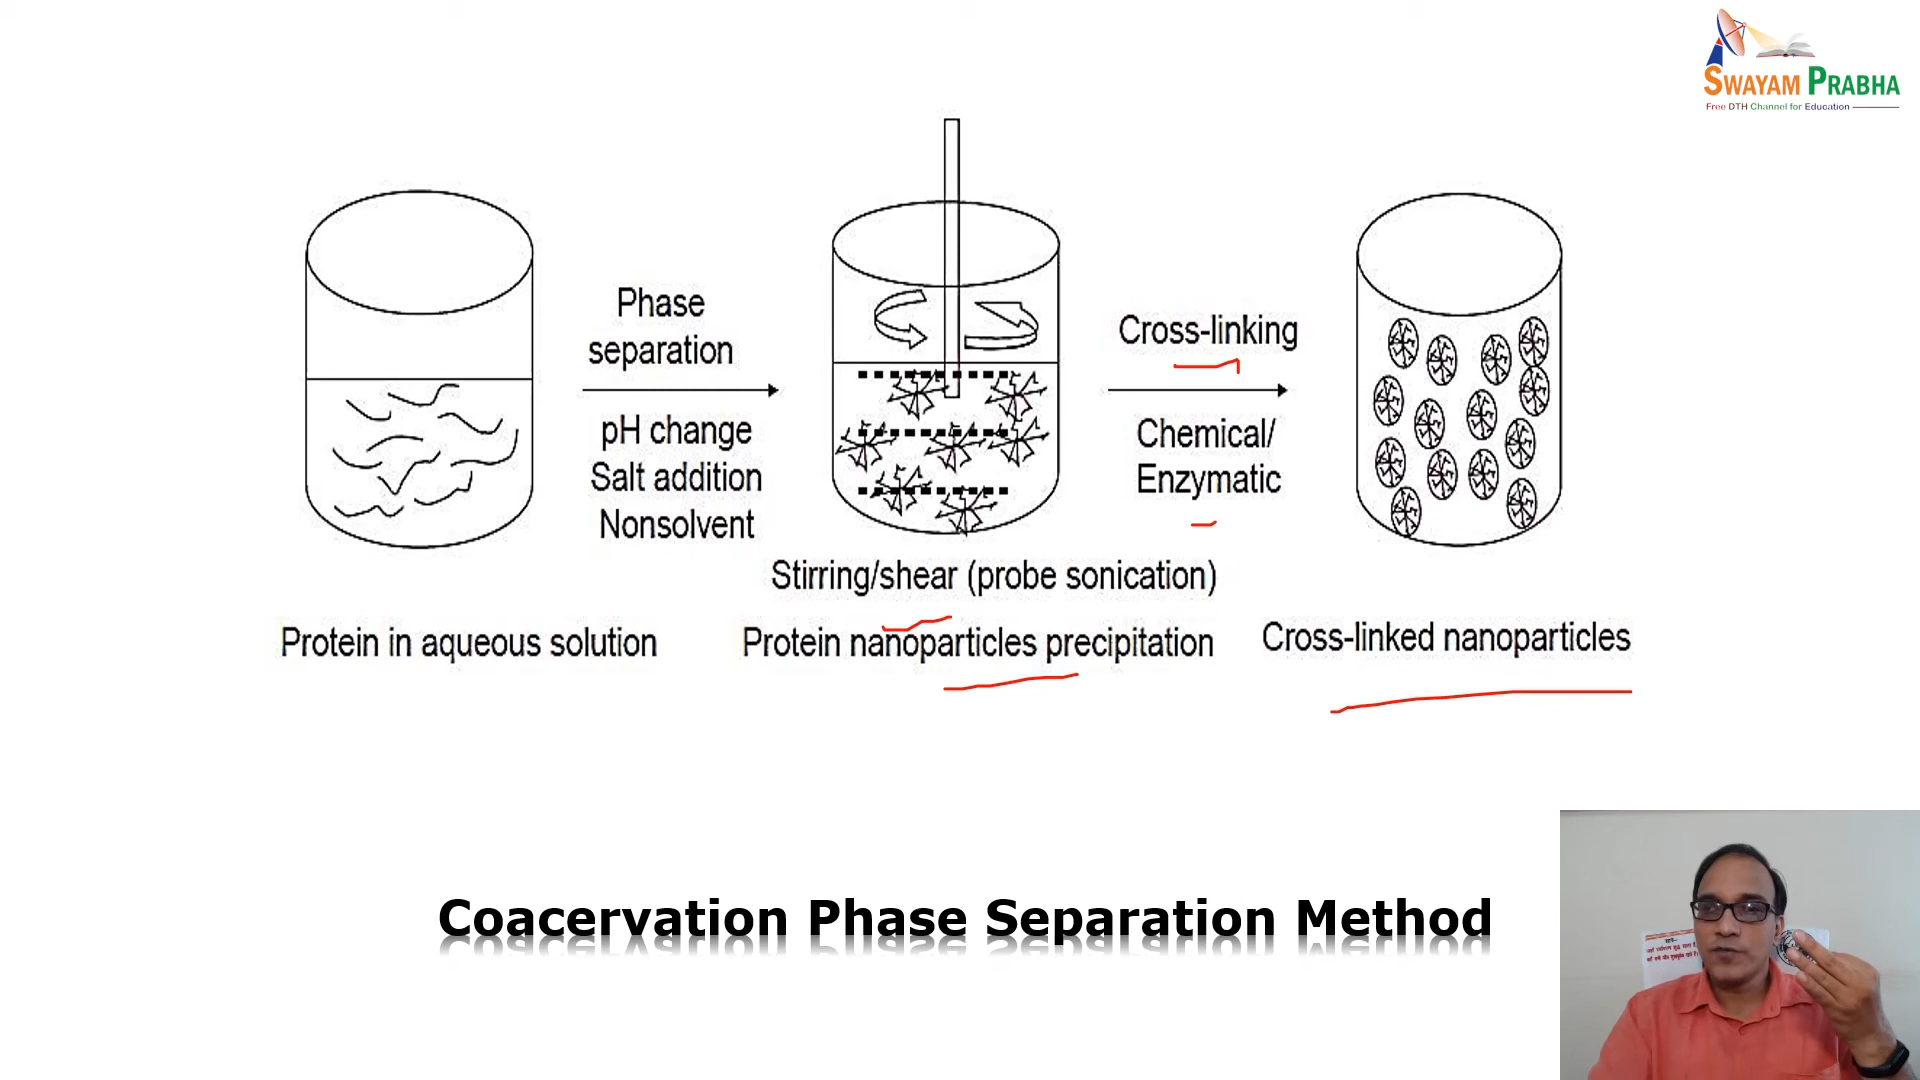 SWAYAM PRABHA
Free DTH Channel for Education
Phase
separation
pH change
Salt addition
Nonsolvent
Cross-linking
Chemical/
Enzymatic
Stirring/shear (probe sonication)
Protein in aqueous solution
Protein nanoparticles precipitation
Cross-linked nanoparticles
Coacervation Phase Separation Method